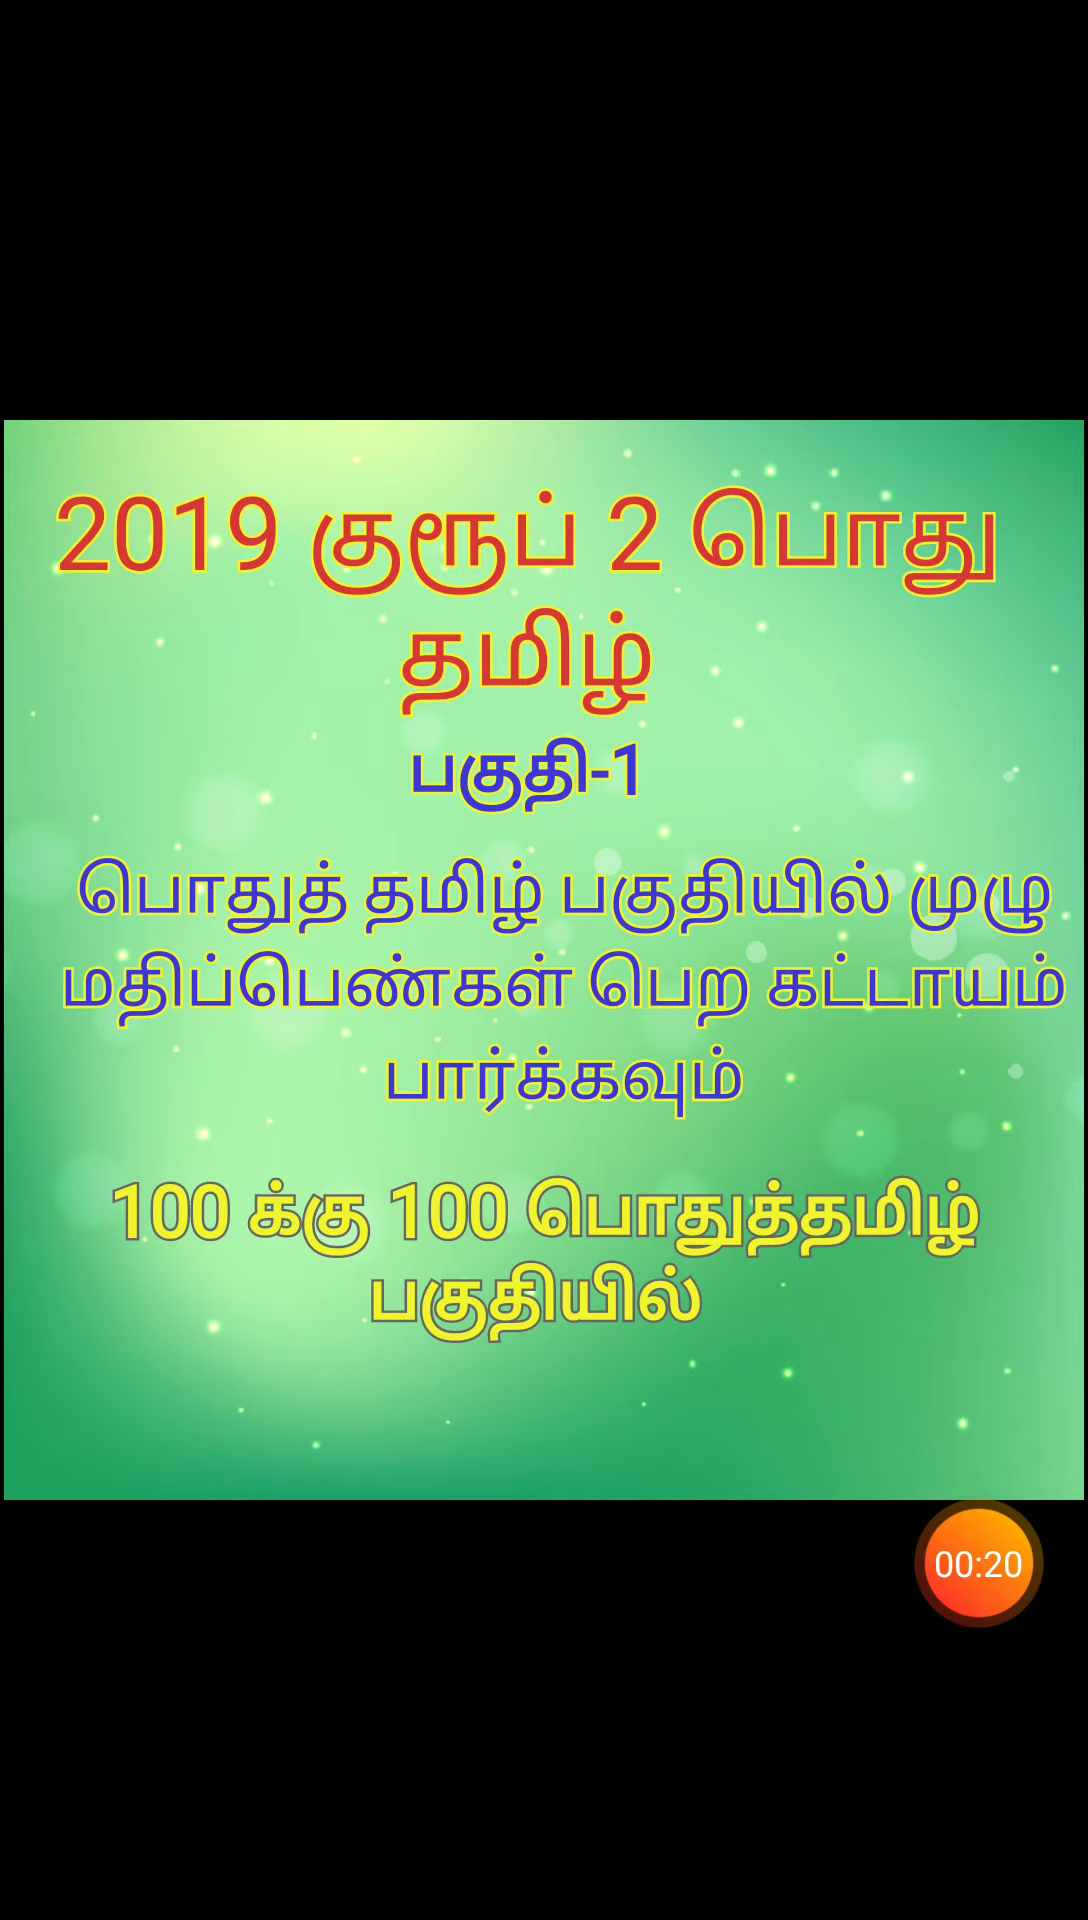 2019 குரூப் 2 பொது
தமிழ்
பகுதி-1
பொதுத் தமிழ் பகுதியில் முழு
மதிப்பெண்கள் பெற கட்டாயம்
பார்க்கவும்
100 க்கு 100 பொதுத்தமிழ்
பகுதியில்
00:20